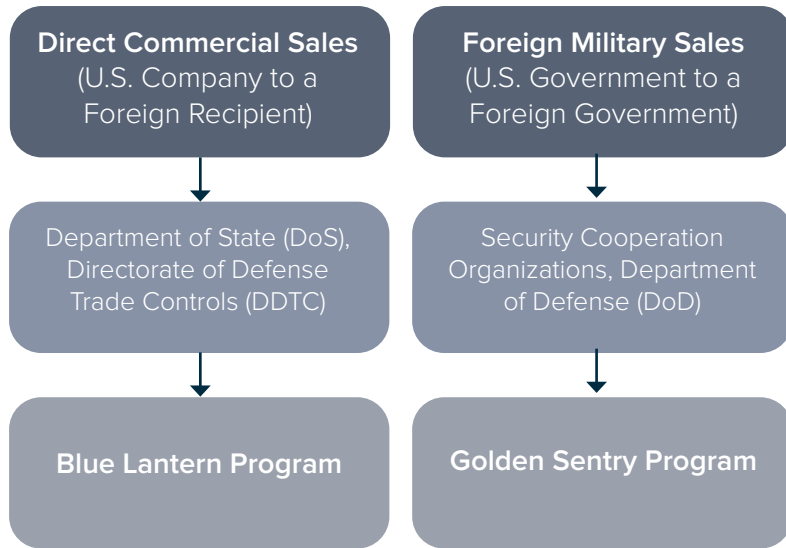 Direct Commercial Sales
(U.S. Company to a
Foreign Recipient)
Foreign Military Sales
(U.S. Government to a
Foreign Government)
Department of State (DoS),
Directorate of Defense
Trade Controls (DDTC)
Security Cooperation
Organizations, Department
of Defense (DoD)
Blue Lantern Program
Golden Sentry Program